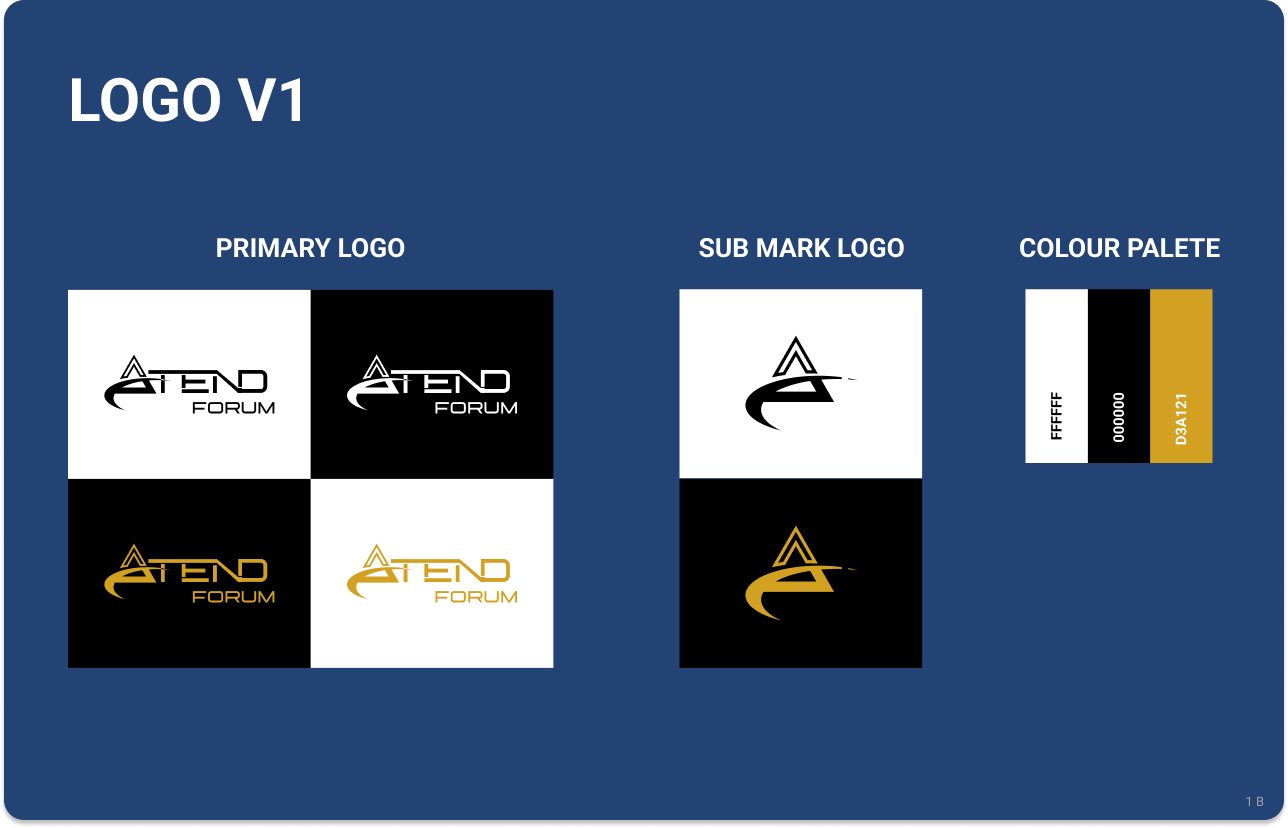 LOGO V1
PRIMARY LOGO
SUB MARK LOGO
COLOUR PALETE
ATEND
FORUM
ATEND
FORUM
ATEND
FORUM
ATEND
FORUM
FFFFFF
000000
D3A121
1 B